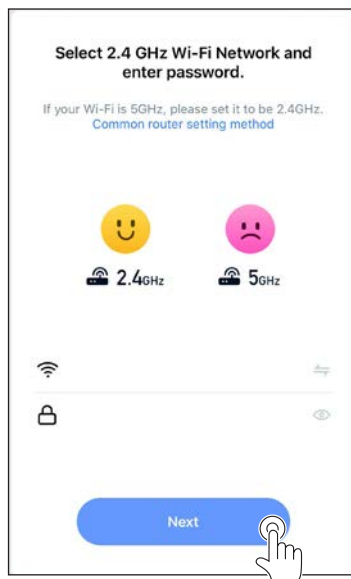 Select 2.4 GHz Wi-Fi Network and
enter password.
If your Wi-Fi is 5GHz, please set it to be 2.4GHz.
Common router setting method
2.4GHz
5GHz
Next